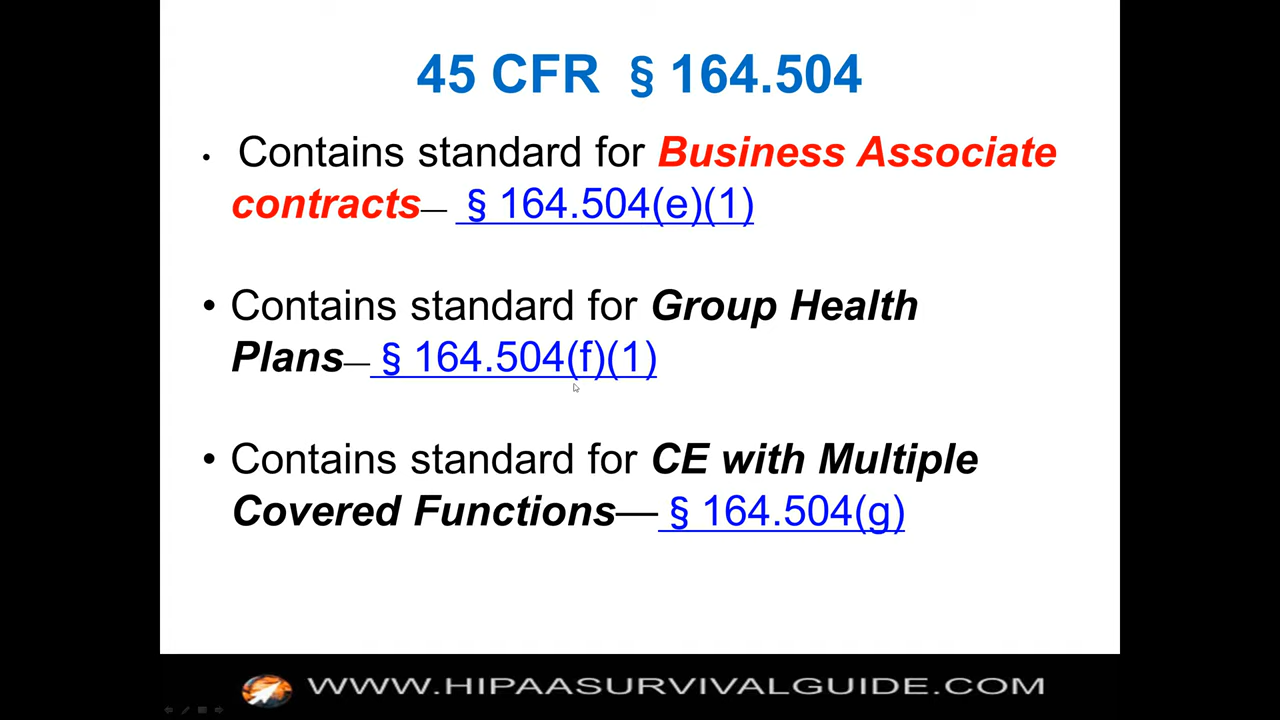 45 CFR § 164.504
• Contains standard for Business Associate
contracts— § 164.504(e)(1)
• Contains standard for Group Health
Plans— § 164.504(f)(1)
• Contains standard for CE with Multiple
Covered Functions— § 164.504(g)
WWW.HIPAASURVIVALGUIDE.COM